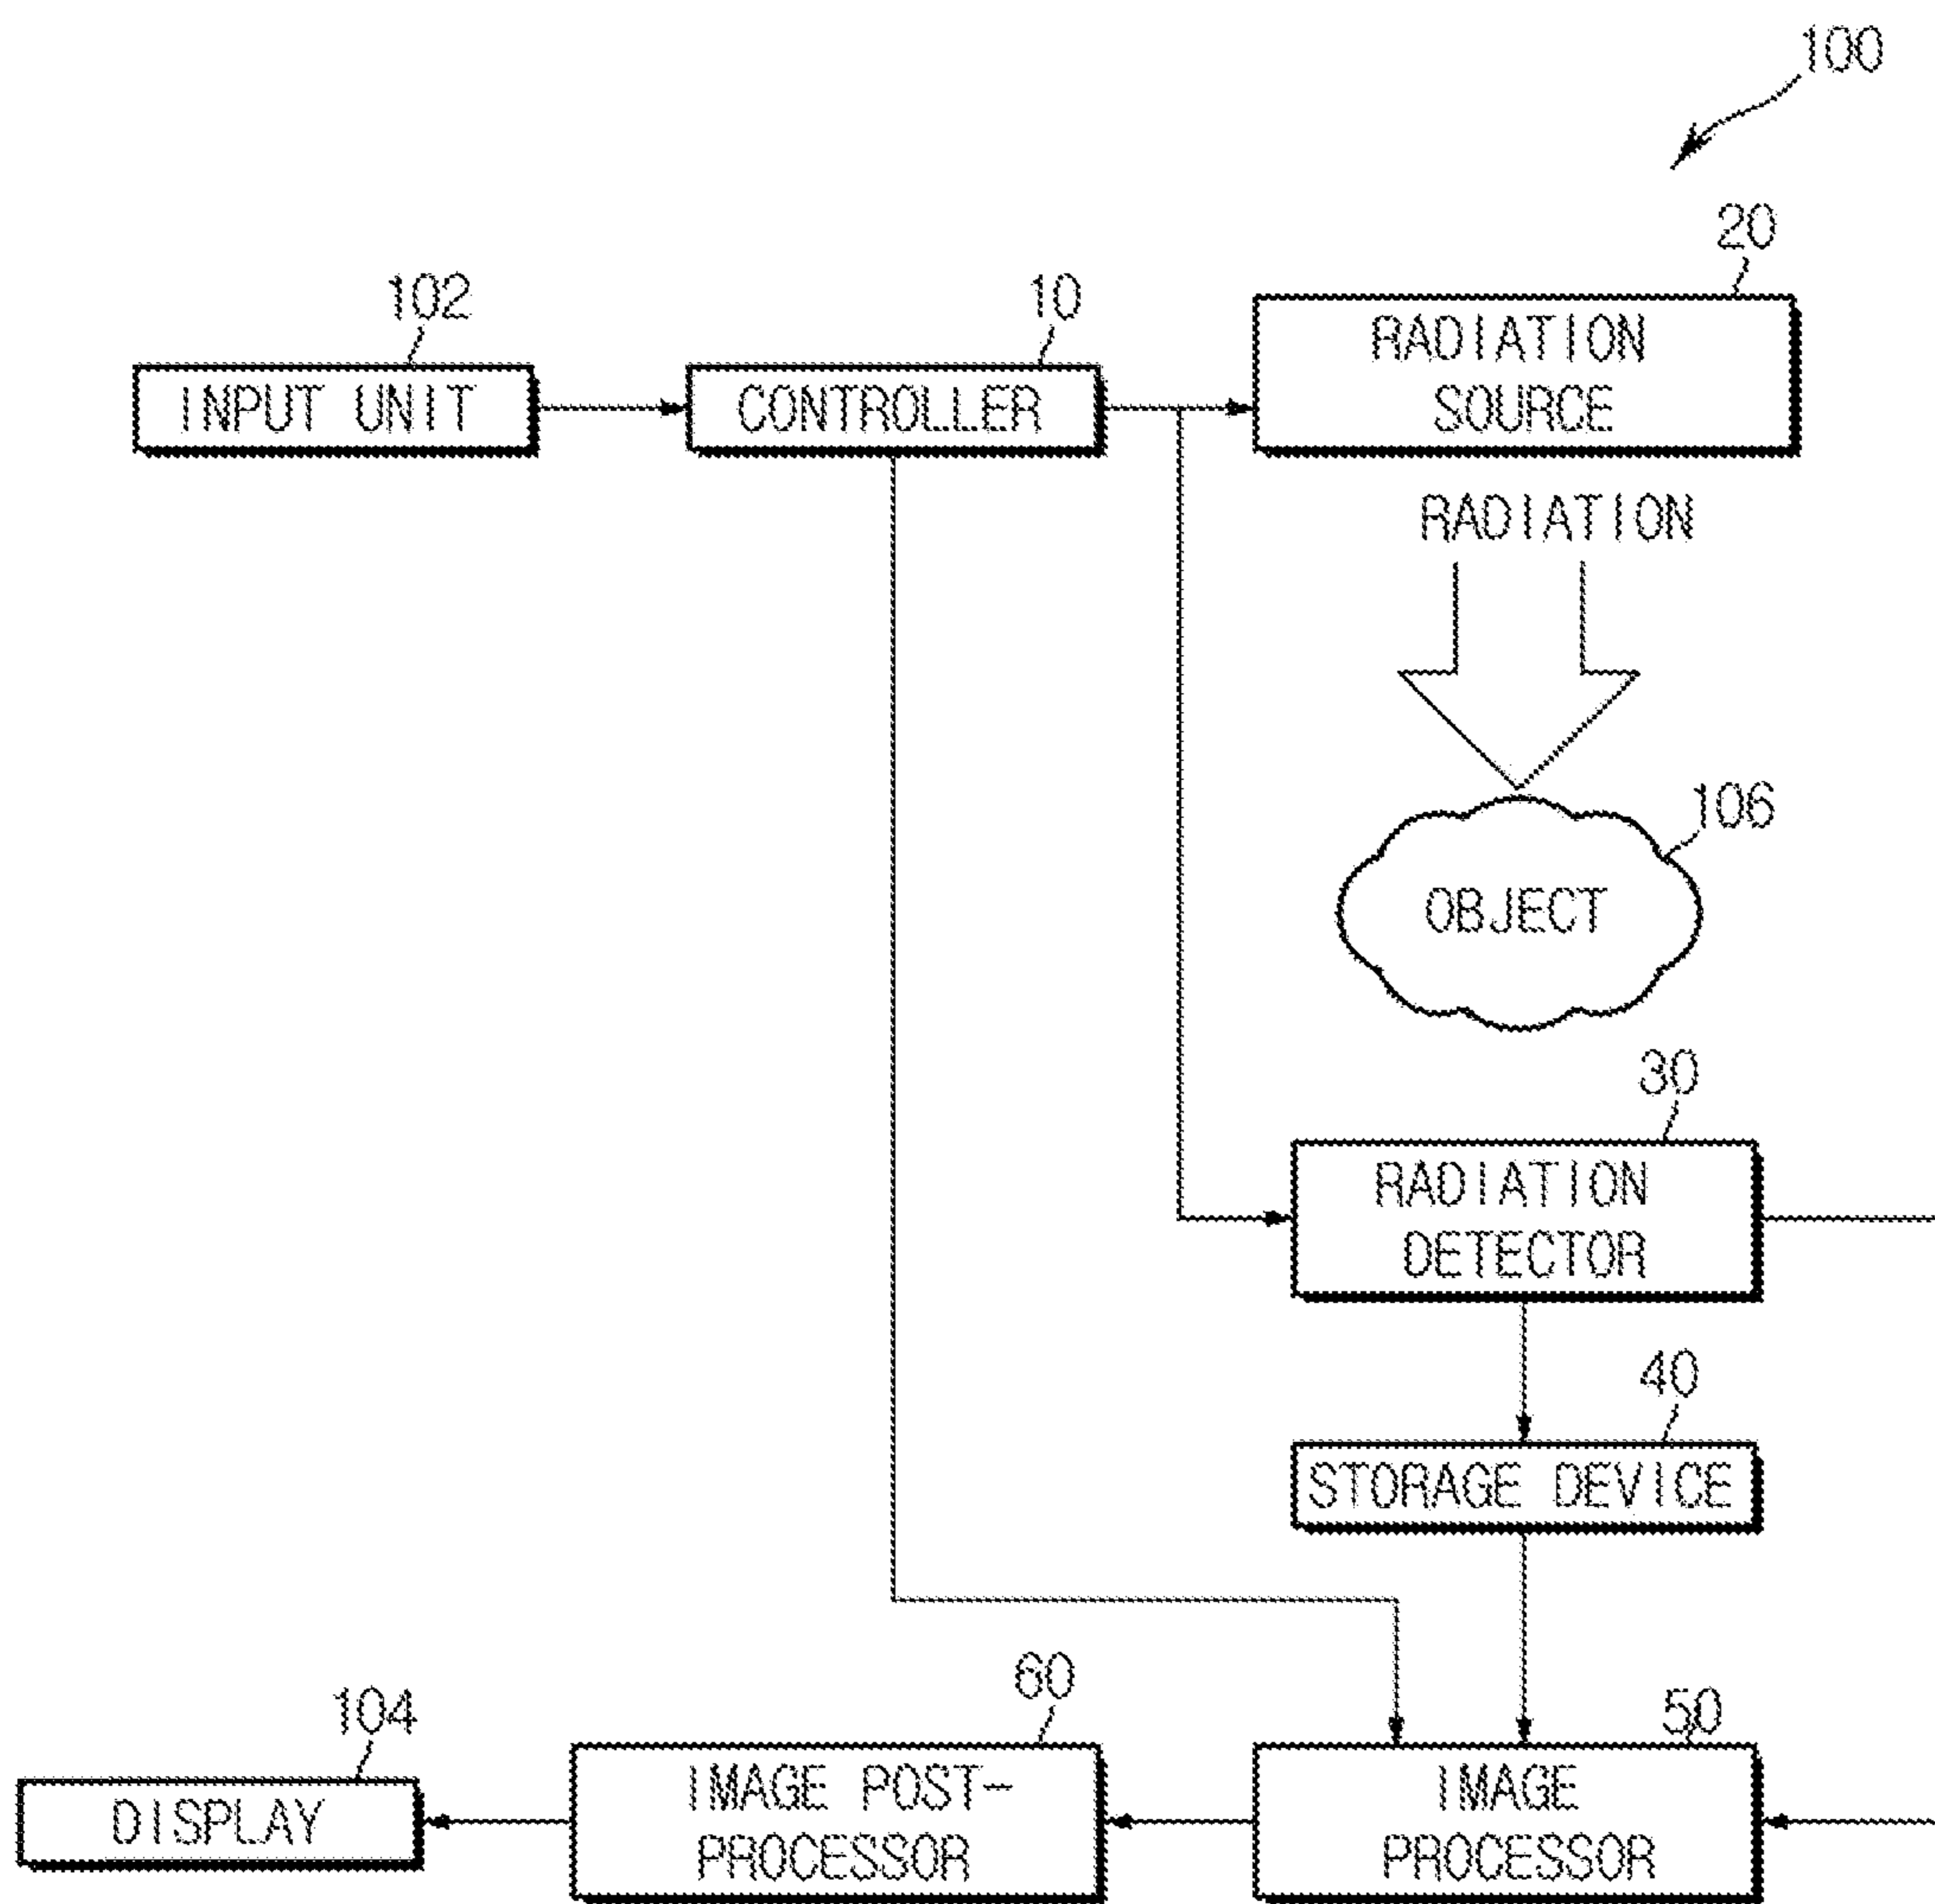 100
20
102
10
RADIATION
SOURCE
INPUT UNIT
CONTROLLER
RADIATION
106
OBJECT
30
RADIATION
DETECTOR
40
STORAGE DEVICE
104
60
50
DISPLAY
IMAGE POST-
PROCESSOR
IMAGE
PROCESSOR